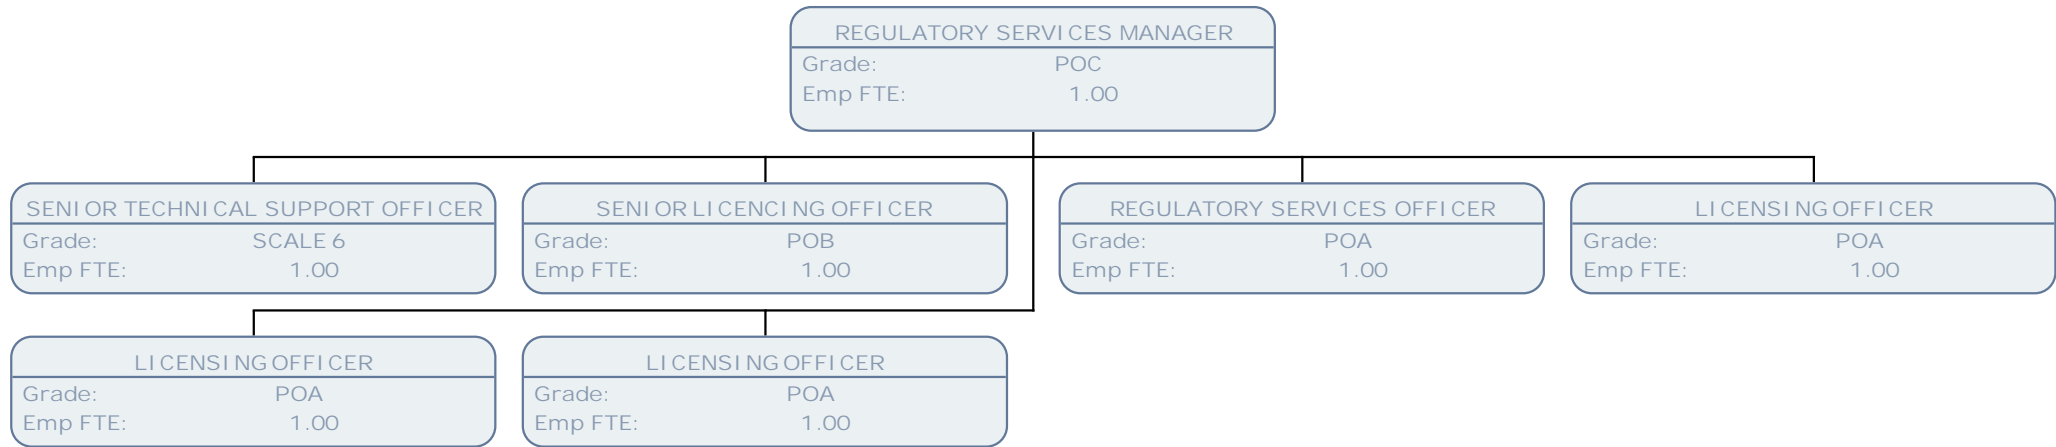 REGULATORY SERVICES MANAGER
Grade: POC
Emp FTE: 1.00
SENIOR TECHNICAL SUPPORT OFFICER
Grade: SCALE 6
Emp FTE: 1.00
SENIOR LICENCING OFFICER
Grade: POB
Emp FTE: 1.00
REGULATORY SERVICES OFFICER
Grade: POA
Emp FTE: 1.00
LICENSING OFFICER
Grade: POA
Emp FTE: 1.00
LICENSING OFFICER
Grade: POA
Emp FTE: 1.00
LICENSING OFFICER
Grade: POA
Emp FTE: 1.00